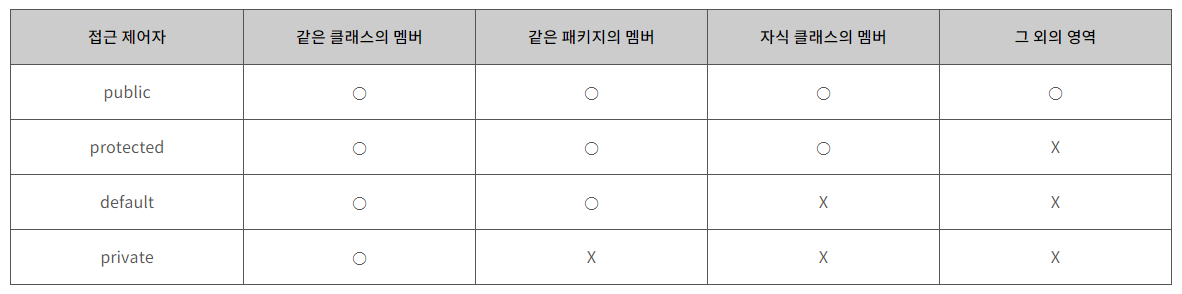 접근 제어자 같은 클래스의 멤버 같은 패키지의 멤버 자식 클래스의 멤버 그 외의 영역
public ○ ○ ○ ○
protected ○ ○ ○ X
default ○ ○ X X
private ○ X X X